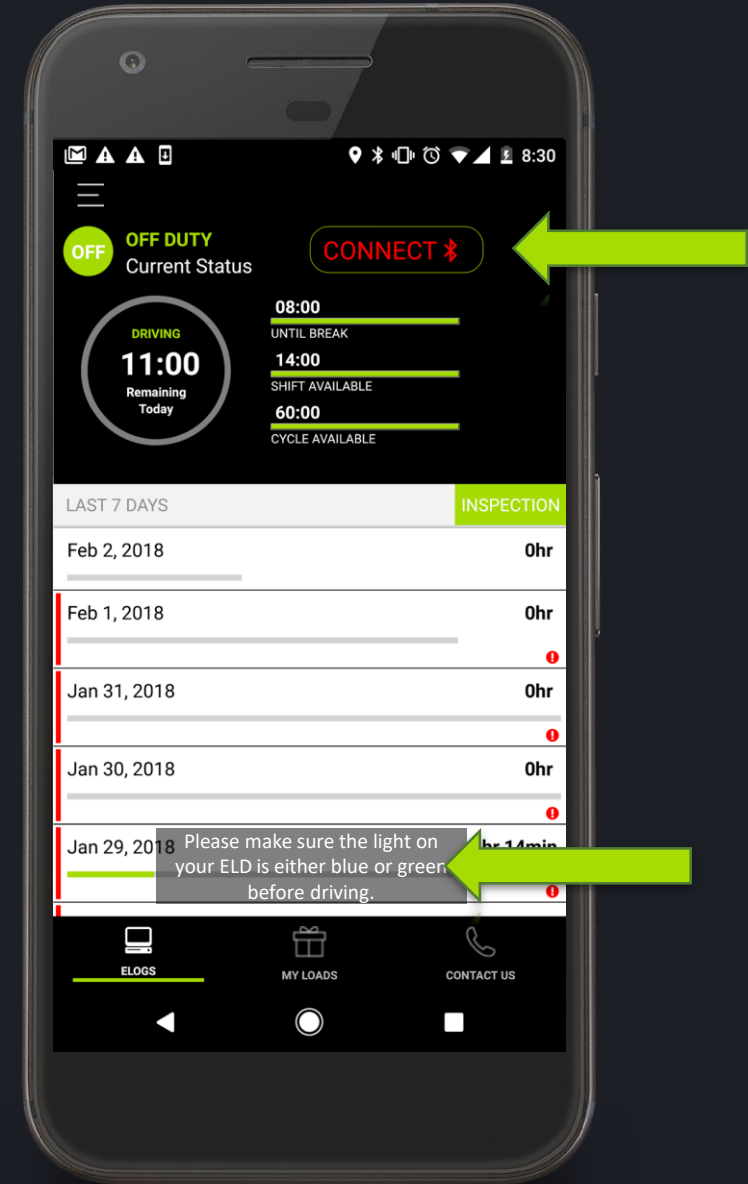 8:30
OFF
OFF DUTY
Current Status
CONNECT
DRIVING
11:00
Remaining
Today
08:00
UNTIL BREAK
14:00
SHIFT AVAILABLE
60:00
CYCLE AVAILABLE
LAST 7 DAYS
INSPECTION
Feb 2, 2018 0hr
Feb 1, 2018 0hr
Jan 31, 2018 0hr
Jan 30, 2018 0hr
Jan 29, 2018 14min
Please make sure the light on
your ELD is either blue or green
before driving.
ELOGS
MY LOADS
CONTACT US